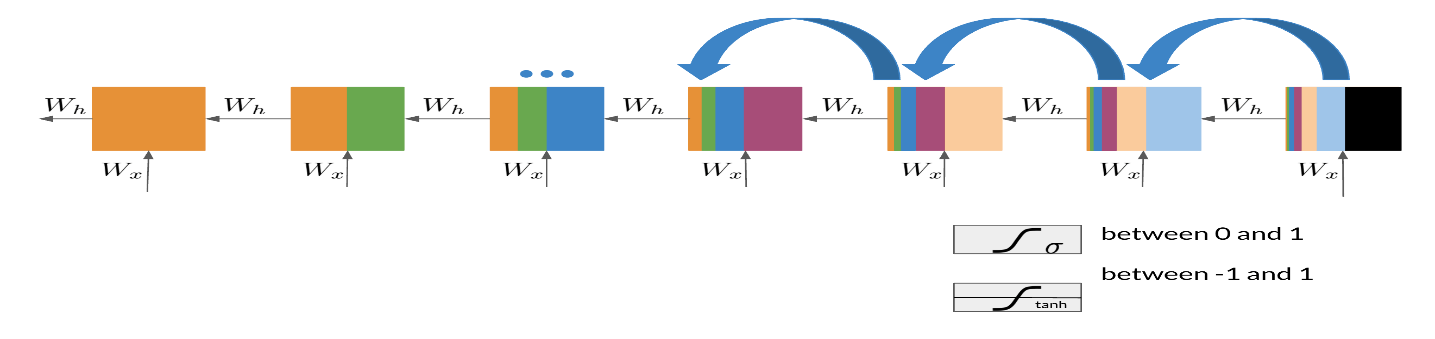 W_h W_h W_h W_h W_h W_h W_h
W_x W_x W_x W_x W_x W_x W_x
σ between 0 and 1
between -1 and 1
tanh